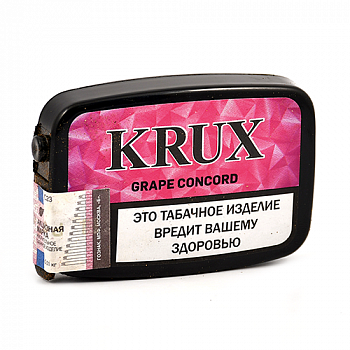 KRUX
GRAPE CONCORD
ЭТО ТАБАЧНОЕ ИЗДЕЛИЕ
ВРЕДИТ ВАШЕМУ
ЗДОРОВЬЮ